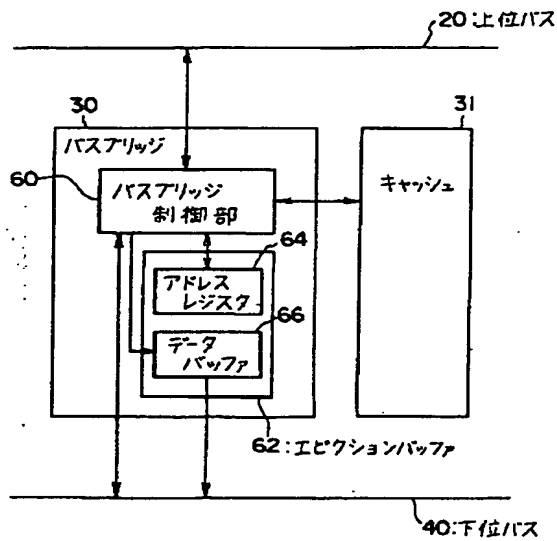 20:上位バス
30
31
バスブリッジ
キャッシュ
60
バスブリッジ
制御部
64
アドレス
レジスタ
66
データ
バッファ
62:エビクションバッファ
40:下位バス